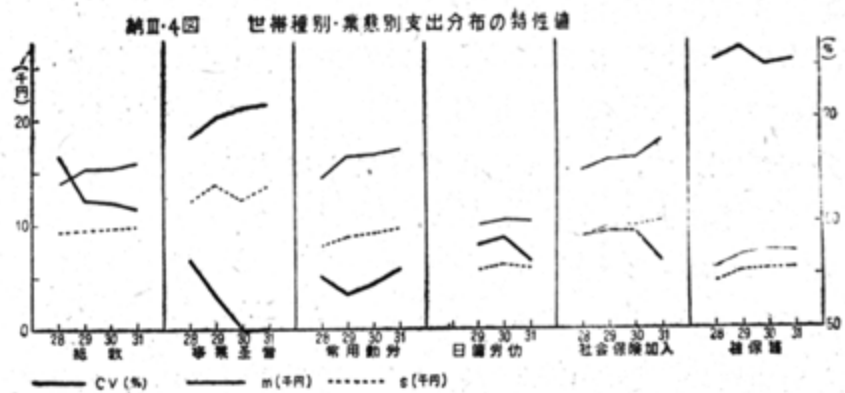 第III・4図 世帯種別・業態別支出分布の特性値
(千円)
(%)
20
10
0
70
60
50
28 29 30 31 28 29 30 31 28 29 30 31 29 30 31 28 29 30 31 28 29 30 31
総数 事業経営 常用勤労 日雇労仂 社会保険加入 被保護
CV(%) m(千円) s(千円)